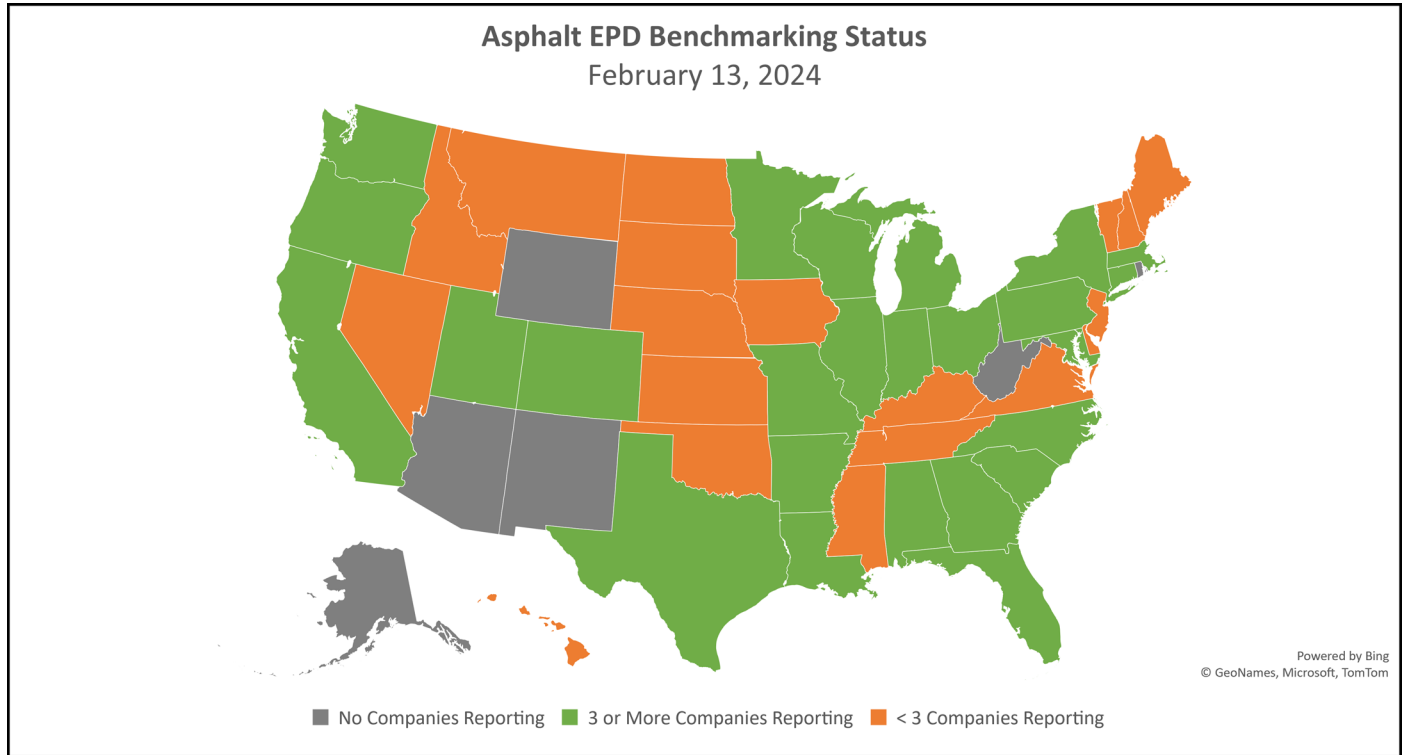 Asphalt EPD Benchmarking Status
February 13, 2024
Powered by Bing
© GeoNames, Microsoft, TomTom
No Companies Reporting 3 or More Companies Reporting < 3 Companies Reporting